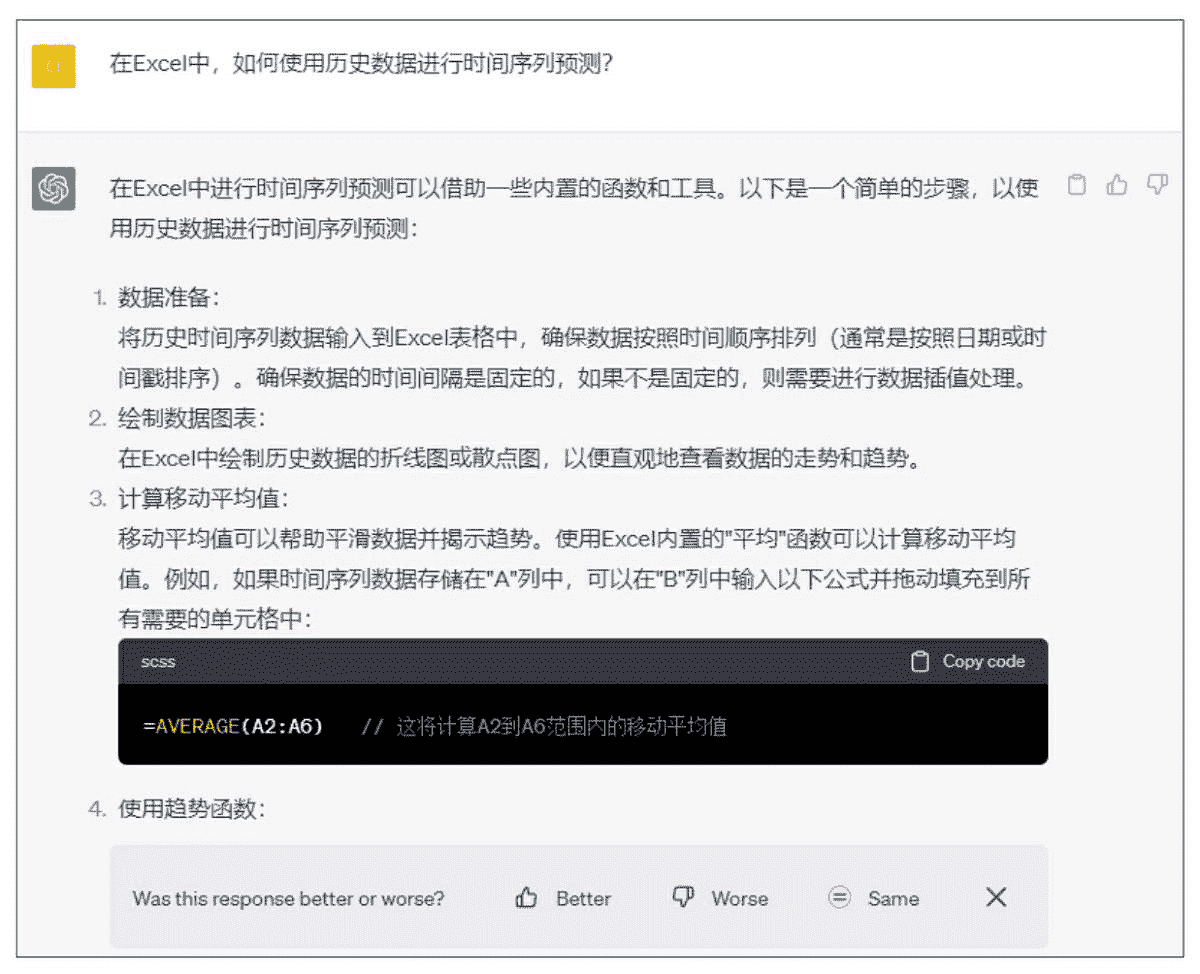 在Excel中，如何使用历史数据进行时间序列预测？
在Excel中进行时间序列预测可以借助一些内置的函数和工具。以下是一个简单的步骤，以使
用历史数据进行时间序列预测：
1. 数据准备：
将历史时间序列数据输入到Excel表格中，确保数据按照时间顺序排列（通常是按照日期或时
间戳排序）。确保数据的时间间隔是固定的，如果不是固定的，则需要进行数据插值处理。
2. 绘制数据图表：
在Excel中绘制历史数据的折线图或散点图，以便直观地查看数据的走势和趋势。
3. 计算移动平均值：
移动平均值可以帮助平滑数据并揭示趋势。使用Excel内置的"平均"函数可以计算移动平均
值。例如，如果时间序列数据存储在"A"列中，可以在"B"列中输入以下公式并拖动填充到所
有需要的单元格中：
scss Copy code
=AVERAGE(A2:A6) // 这将计算A2到A6范围内的移动平均值
4. 使用趋势函数：
Was this response better or worse? Better Worse Same